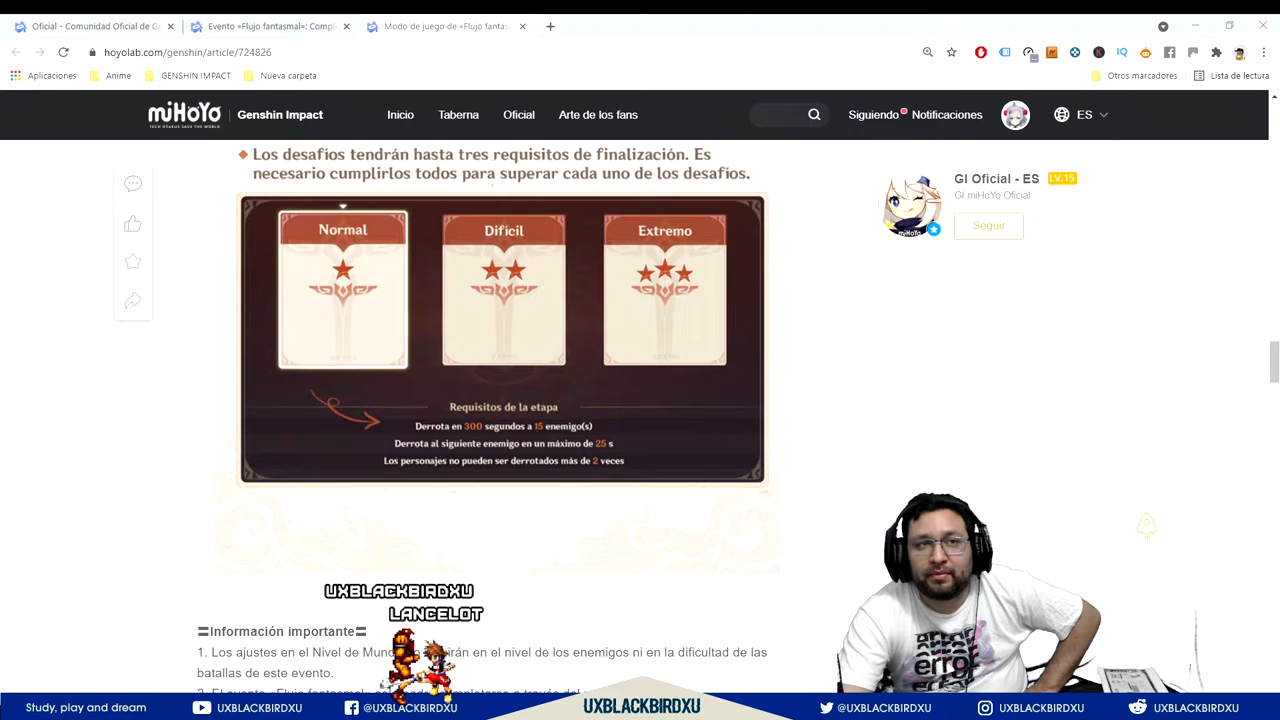 Oficial - Comunidad Oficial de G
Evento «Flujo fantasmal»: Compl
Modo de juego de «Flujo fantas
hoyolab.com/genshin/article/724826
Aplicaciones
Anime
GENSHIN IMPACT
Nueva carpeta
Otros marcadores
Lista de lectura
miHoYo
TECH OTAKUS SAVE THE WORLD
Genshin Impact
Inicio
Taberna
Oficial
Arte de los fans
Siguiendo
Notificaciones
ES
Los desafíos tendrán hasta tres requisitos de finalización. Es
necesario cumplirlos todos para superar cada uno de los desafíos.
GI Oficial - ES LV.15
GI miHoYo Oficial
miHoYo
Seguir
Normal
Difícil
Extremo
Requisitos de la etapa
Derrota en 300 segundos a 15 enemigo(s)
Derrota al siguiente enemigo en un máximo de 25 s
Los personajes no pueden ser derrotados más de 2 veces
UXBLACKBIRDXU
LANCELOT
error
〓Información importante〓
1. Los ajustes en el Nivel de Mun
irán en el nivel de los enemigos ni en la dificultad de las
batallas de este evento.
Study, play and dream
UXBLACKBIRDXU
@UXBLACKBIRDXU
UXBLACKBIRDXU
@UXBLACKBIRDXU
UXBLACKBIRDXU
UXBLACKBIRDXU